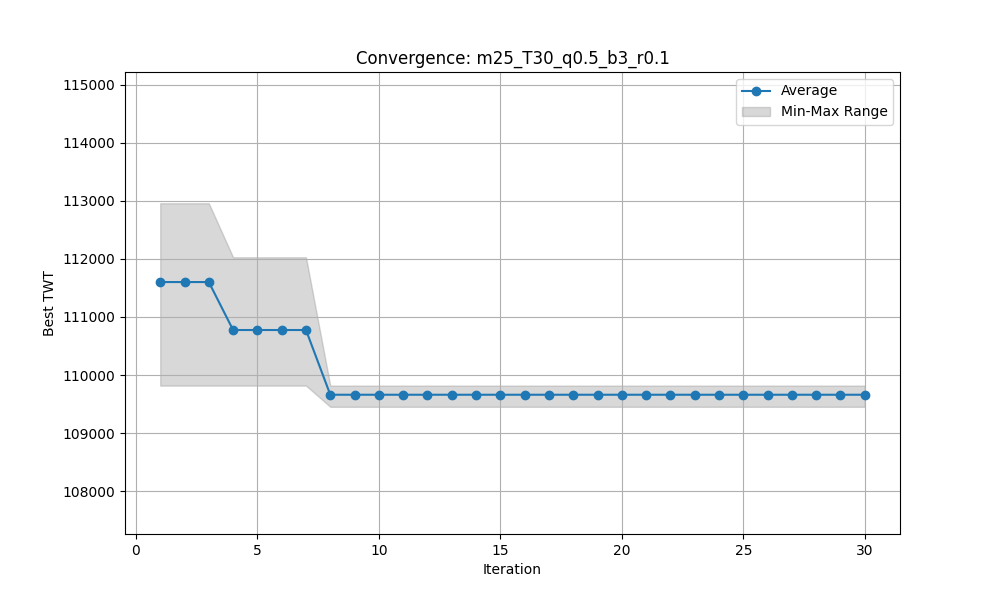 Convergence: m25_T30_q0.5_b3_r0.1
Average
Min-Max Range
115000
114000
113000
112000
111000
110000
109000
108000
Best TWT
0 5 10 15 20 25 30
Iteration